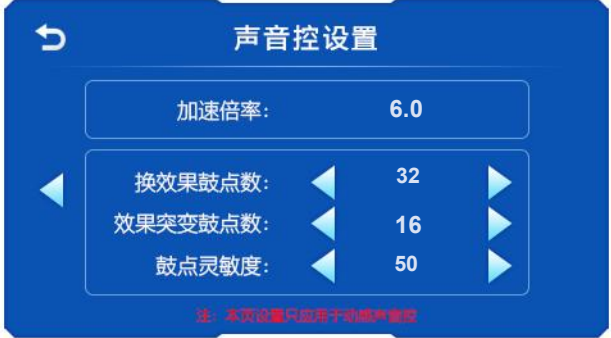 声音控设置
加速倍率： 6.0
换效果鼓点数： 32
效果突变鼓点数： 16
鼓点灵敏度： 50
注：本页设置只应用于动感声音控